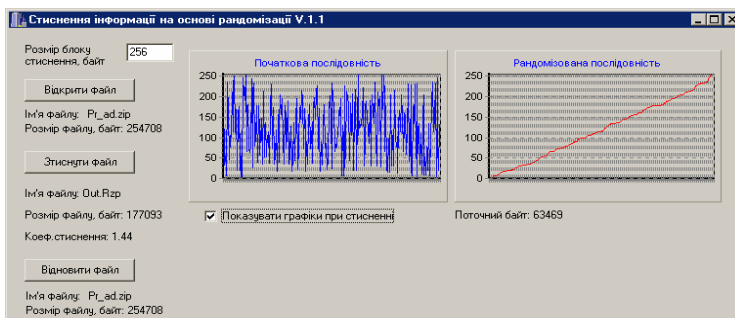 Стиснення інформації на основі рандомізації V.1.1
Розмір блоку
стиснення, байт
256
Відкрити файл
Ім'я файлу: Pr_ad.zip
Розмір файлу, байт: 254708
Зтиснути файл
Ім'я файлу: Out.Rzp
Розмір файлу, байт: 177093
Коеф.стиснення: 1.44
Відновити файл
Ім'я файлу: Pr_ad.zip
Розмір файлу, байт: 254708
Початкова послідовність
250
200
150
100
50
0
Показувати графіки при стисненні
Рандомізована послідовність
250
200
150
100
50
0
Поточний байт: 63469